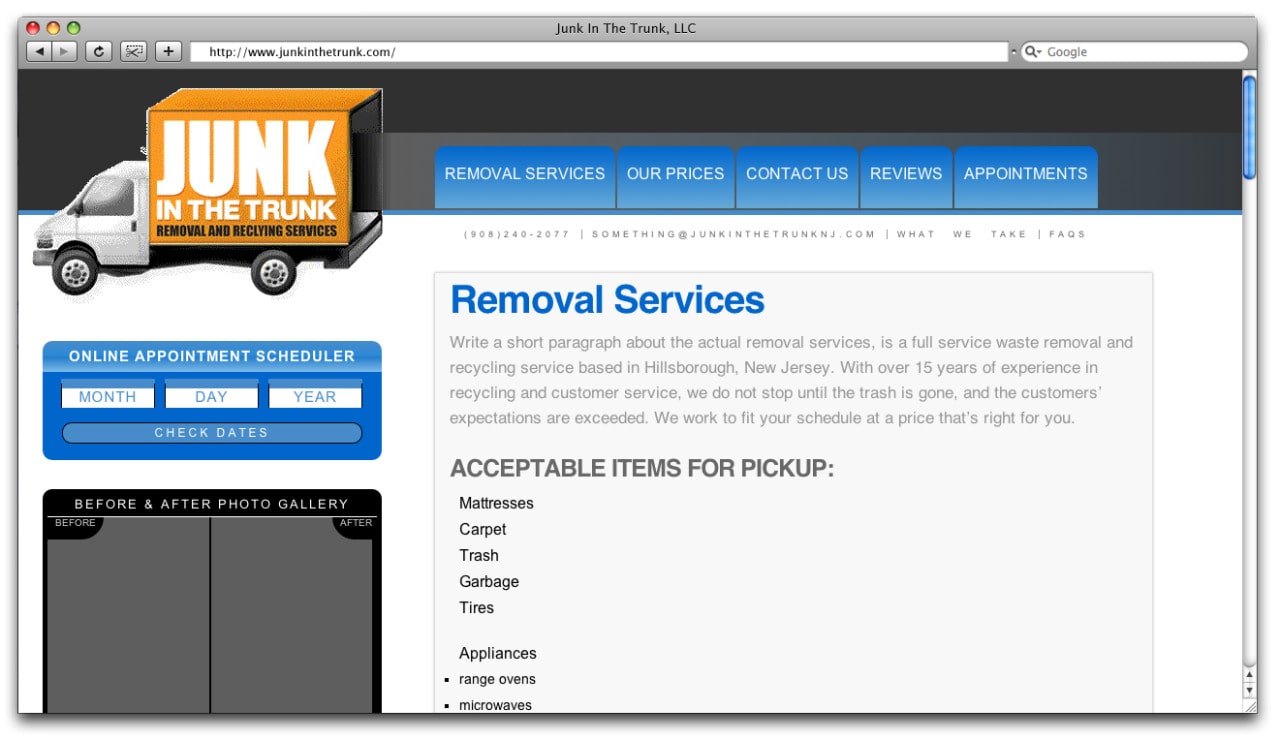 Junk In The Trunk, LLC
http://www.junkinthetrunk.com/
Google
JUNK
IN THE TRUNK
REMOVAL AND RECLYING SERVICES
REMOVAL SERVICES
OUR PRICES
CONTACT US
REVIEWS
APPOINTMENTS
(908)240-2077 | SOMETHING@JUNKINTHETRUNKNJ.COM | WHAT WE TAKE | FAQS
ONLINE APPOINTMENT SCHEDULER
MONTH
DAY
YEAR
CHECK DATES
BEFORE & AFTER PHOTO GALLERY
BEFORE
AFTER
Removal Services
Write a short paragraph about the actual removal services, is a full service waste removal and
recycling service based in Hillsborough, New Jersey. With over 15 years of experience in
recycling and customer service, we do not stop until the trash is gone, and the customers’
expectations are exceeded. We work to fit your schedule at a price that’s right for you.
ACCEPTABLE ITEMS FOR PICKUP:
Mattresses
Carpet
Trash
Garbage
Tires
Appliances
▪ range ovens
▪ microwaves